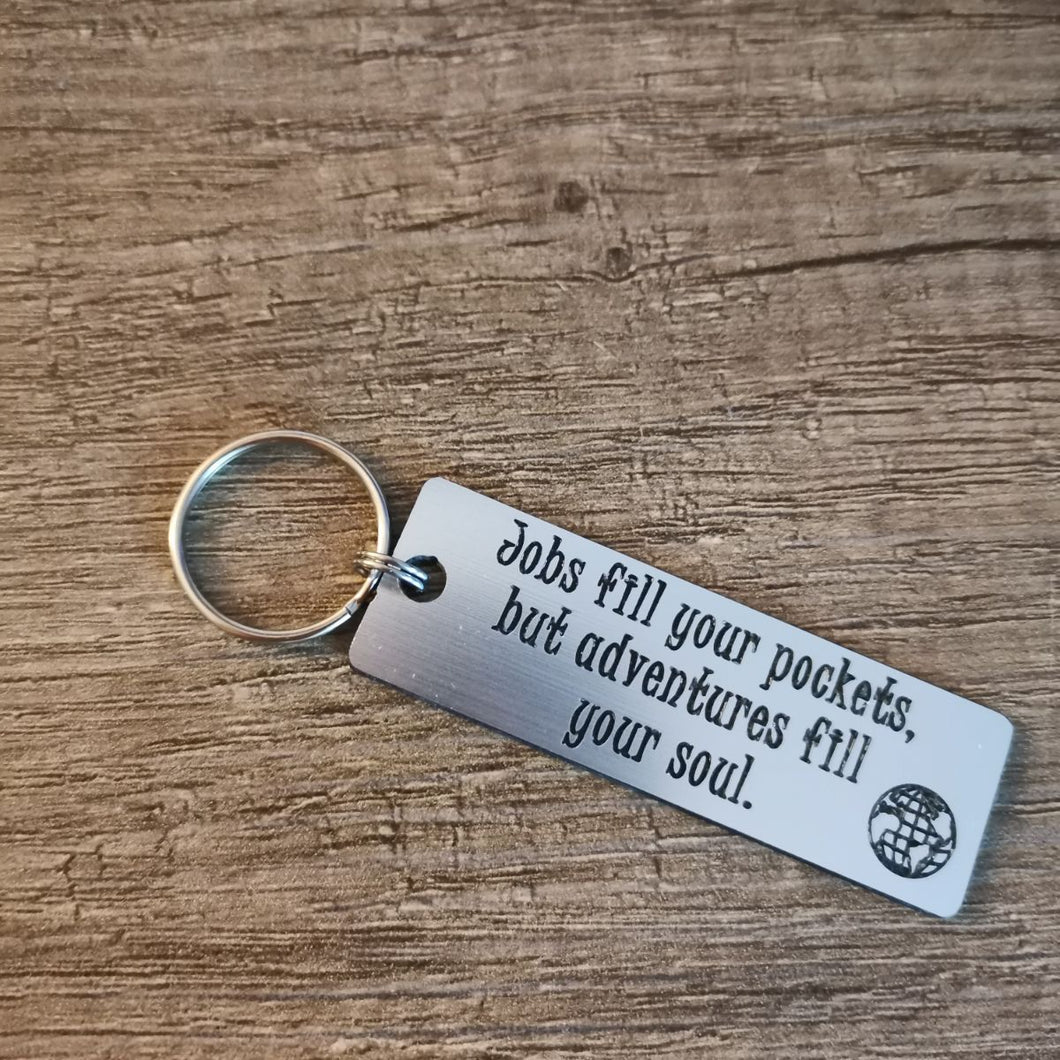 Jobs fill your pockets,
but adventures fill
your soul.